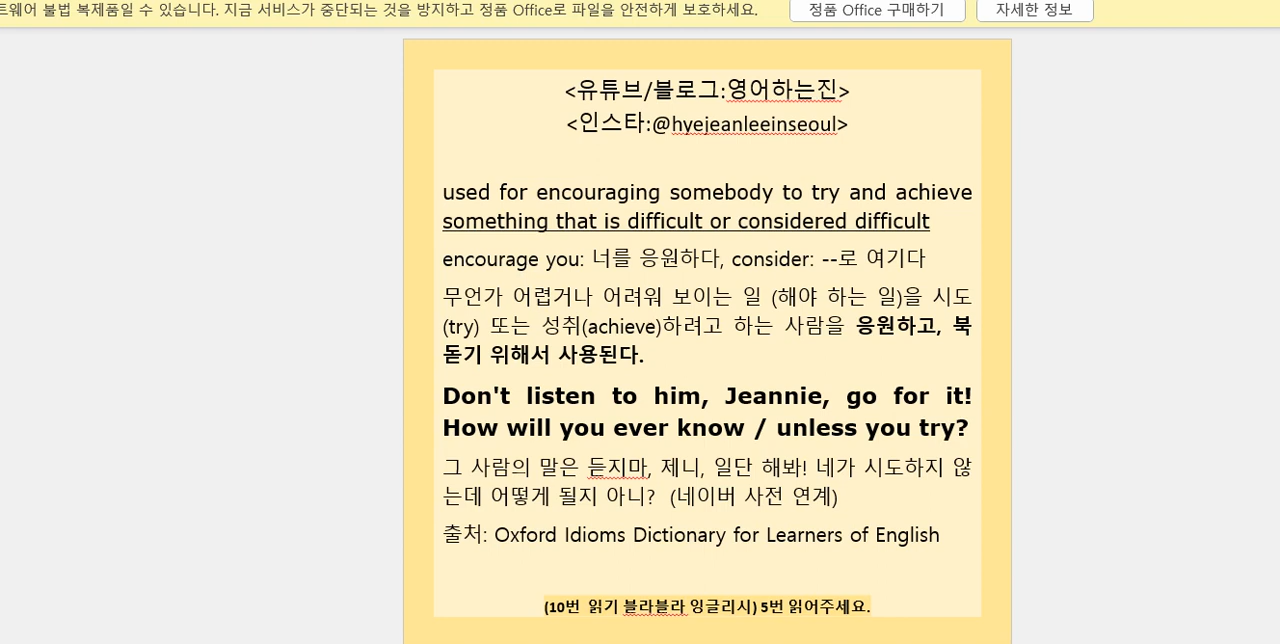 트웨어 불법 복제품일 수 있습니다. 지금 서비스가 중단되는 것을 방지하고 정품 Office로 파일을 안전하게 보호하세요. 정품 Office 구매하기 자세한 정보
<유튜브/블로그:영어하는진>
<인스타:@hyejeanleeinseoul>
used for encouraging somebody to try and achieve
something that is difficult or considered difficult
encourage you: 너를 응원하다, consider: --로 여기다
무언가 어렵거나 어려워 보이는 일 (해야 하는 일)을 시도
(try) 또는 성취(achieve)하려고 하는 사람을 응원하고, 북
돋기 위해서 사용된다.
Don't listen to him, Jeannie, go for it!
How will you ever know / unless you try?
그 사람의 말은 듣지마, 제니, 일단 해봐! 네가 시도하지 않
는데 어떻게 될지 아니? (네이버 사전 연계)
출처: Oxford Idioms Dictionary for Learners of English
(10번 읽기 블라블라 잉글리시) 5번 읽어주세요.